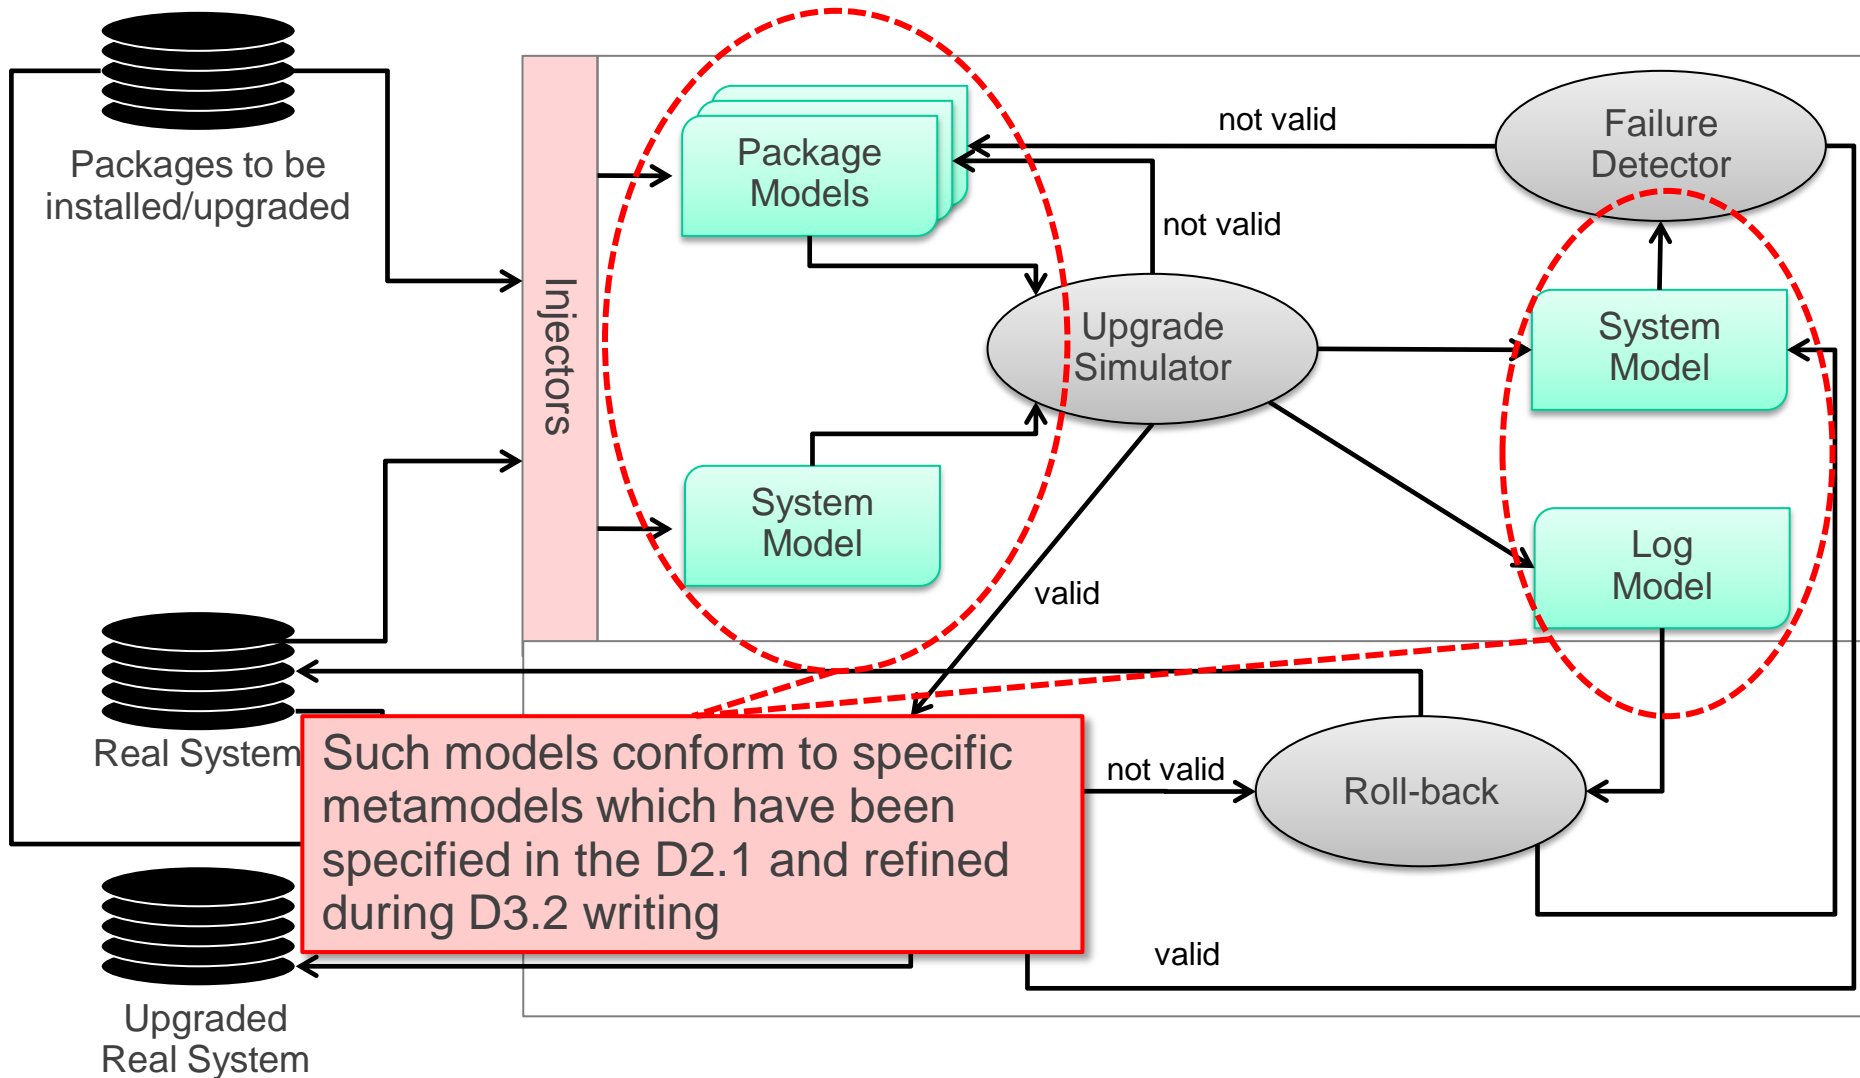 Packages to be
installed/upgraded
Injectors
Package
Models
not valid
not valid
Failure
Detector
Upgrade
Simulator
System
Model
System
Model
Log
Model
valid
Real System
Such models conform to specific
metamodels which have been
specified in the D2.1 and refined
during D3.2 writing
not valid
Roll-back
valid
Upgraded
Real System